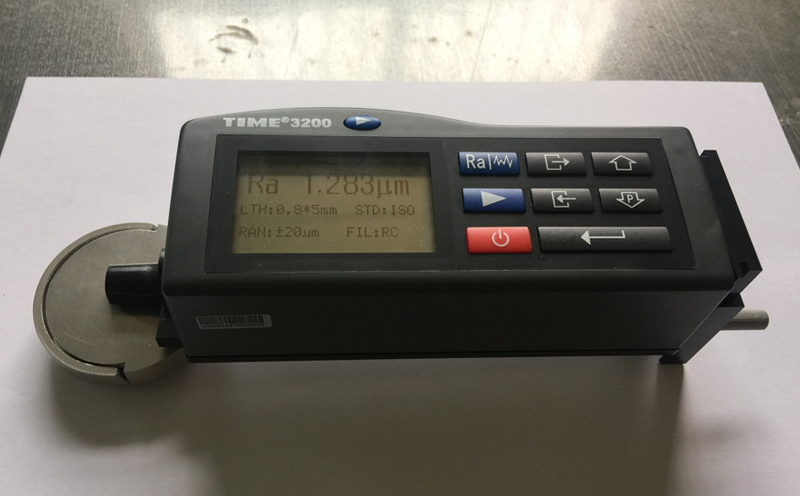 TIME®3200
Ra 1.283µm
LTH:0.8*5mm STD:ISO
RAN:±20um FIL:RC
Ra
P